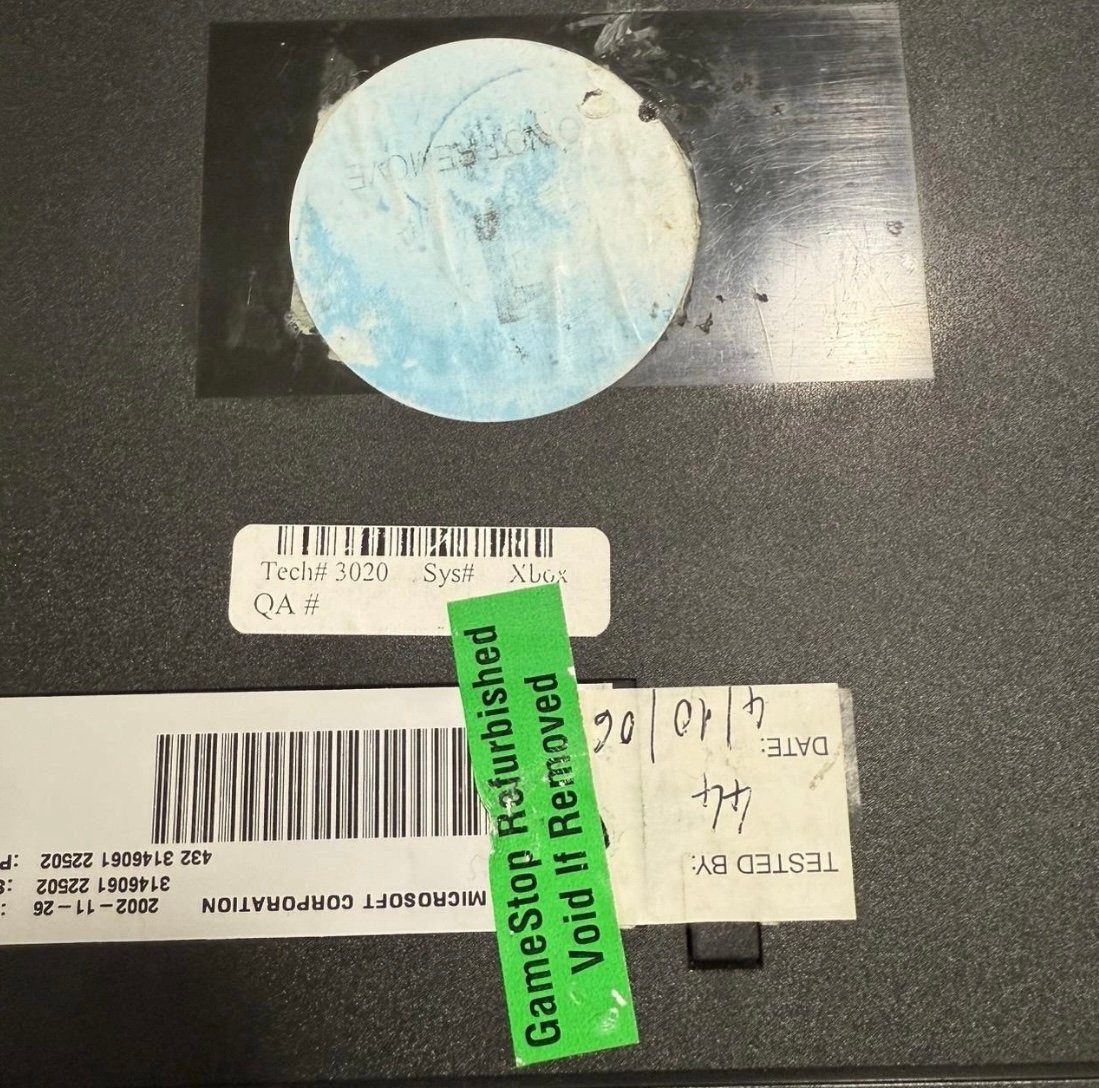 NOT REMOVE
Tech# 3020 Sys# Xbox
QA #
GameStop Refurbished
Void If Removed
TESTED BY: 44
DATE: 4/10/06
MICROSOFT CORPORATION 2002-11-26 :
3146061 22502 :
432 3146061 22502 :P